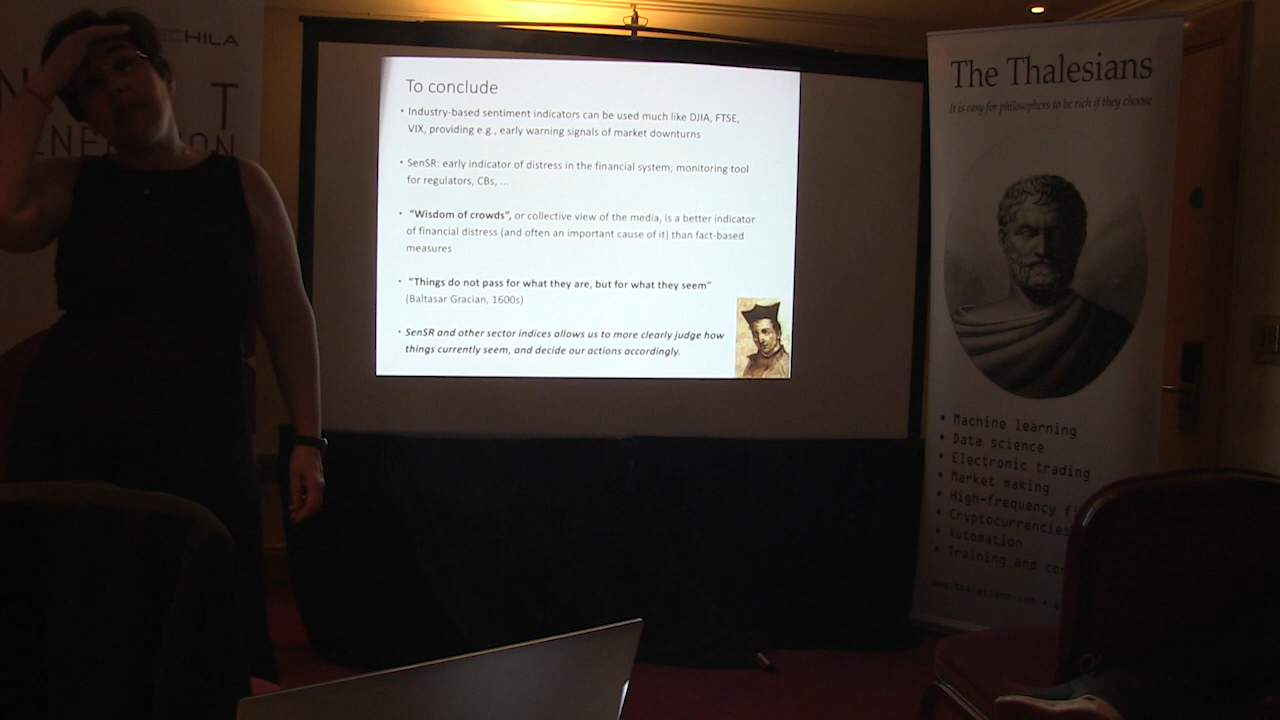 CHILA
T
To conclude
• Industry-based sentiment indicators can be used much like DJIA, FTSE,
VIX, providing e.g., early warning signals of market downturns
• SenSR: early indicator of distress in the financial system; monitoring tool
for regulators, CBs, ...
• “Wisdom of crowds”, or collective view of the media, is a better indicator
of financial distress (and often an important cause of it) than fact-based
measures
• “Things do not pass for what they are, but for what they seem”
(Baltasar Gracian, 1600s)
• SenSR and other sector indices allows us to more clearly judge how
things currently seem, and decide our actions accordingly.
The Thalesians
It is easy for philosophers to be rich if they choose
• Machine learning
• Data science
• Electronic trading
• Market making
• High-frequency fi
• Cryptocurrencies
• Automation
• Training and con
www.thalesians.com •